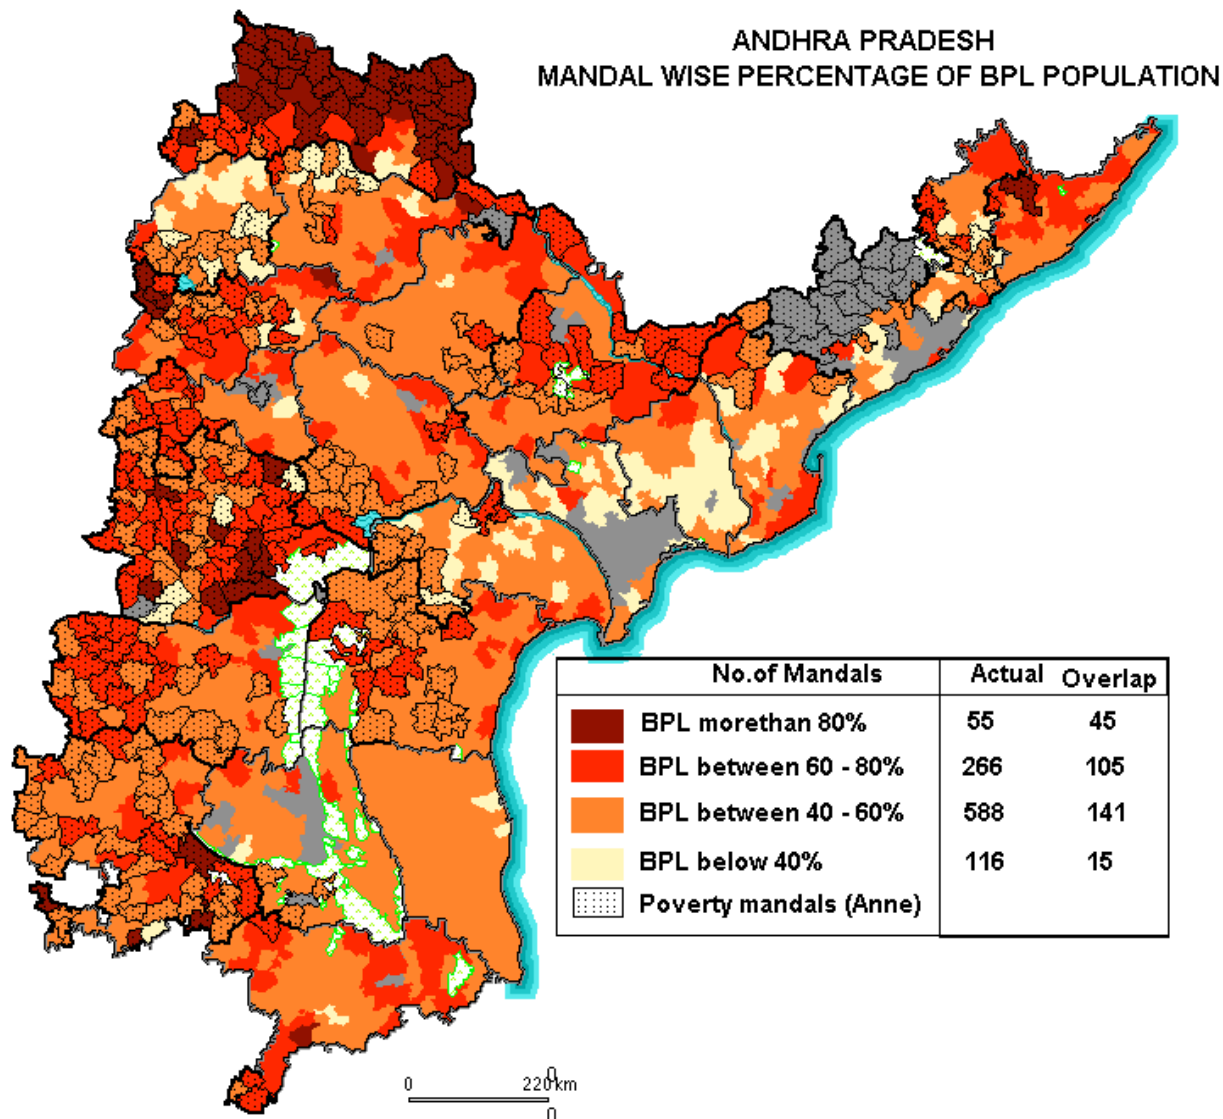 ANDHRA PRADESH
MANDAL WISE PERCENTAGE OF BPL POPULATION
No.of Mandals Actual Overlap
BPL morethan 80% 55 45
BPL between 60 - 80% 266 105
BPL between 40 - 60% 588 141
BPL below 40% 116 15
Poverty mandals (Anne)
0
0 220 km
0